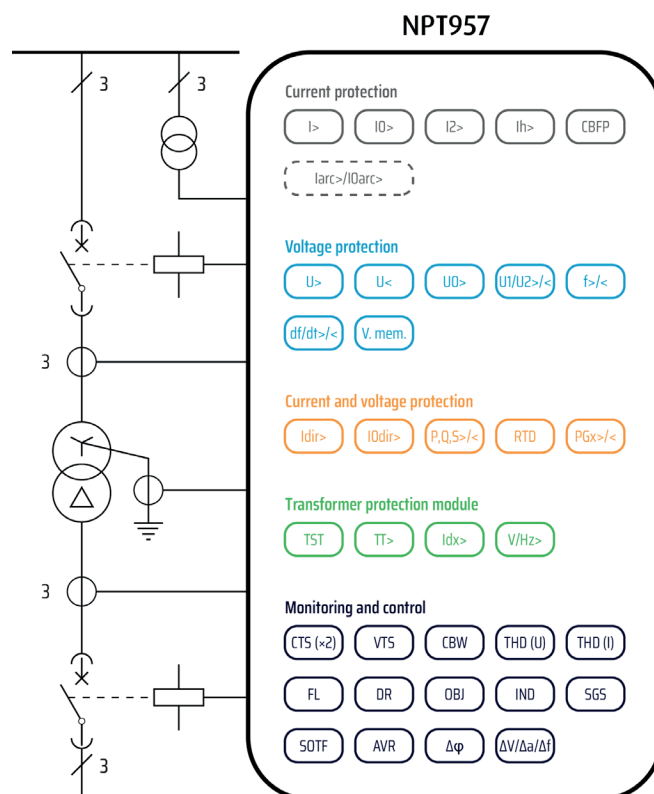 NPT957
3
3
Current protection
I>
I0>
I2>
Ih>
CBFP
Iarc>/I0arc>
Voltage protection
U>
U<
U0>
U1/U2>/<
f>/<
df/dt>/<
V. mem.
3
Current and voltage protection
Idir>
I0dir>
P,Q,S>/<
RTD
PGx>/<
Transformer protection module
TST
TT>
Idx>
V/Hz>
3
Monitoring and control
CTS (×2)
VTS
CBW
THD (U)
THD (I)
FL
DR
OBJ
IND
SGS
SOTF
AVR
Δφ
ΔV/Δa/Δf
3